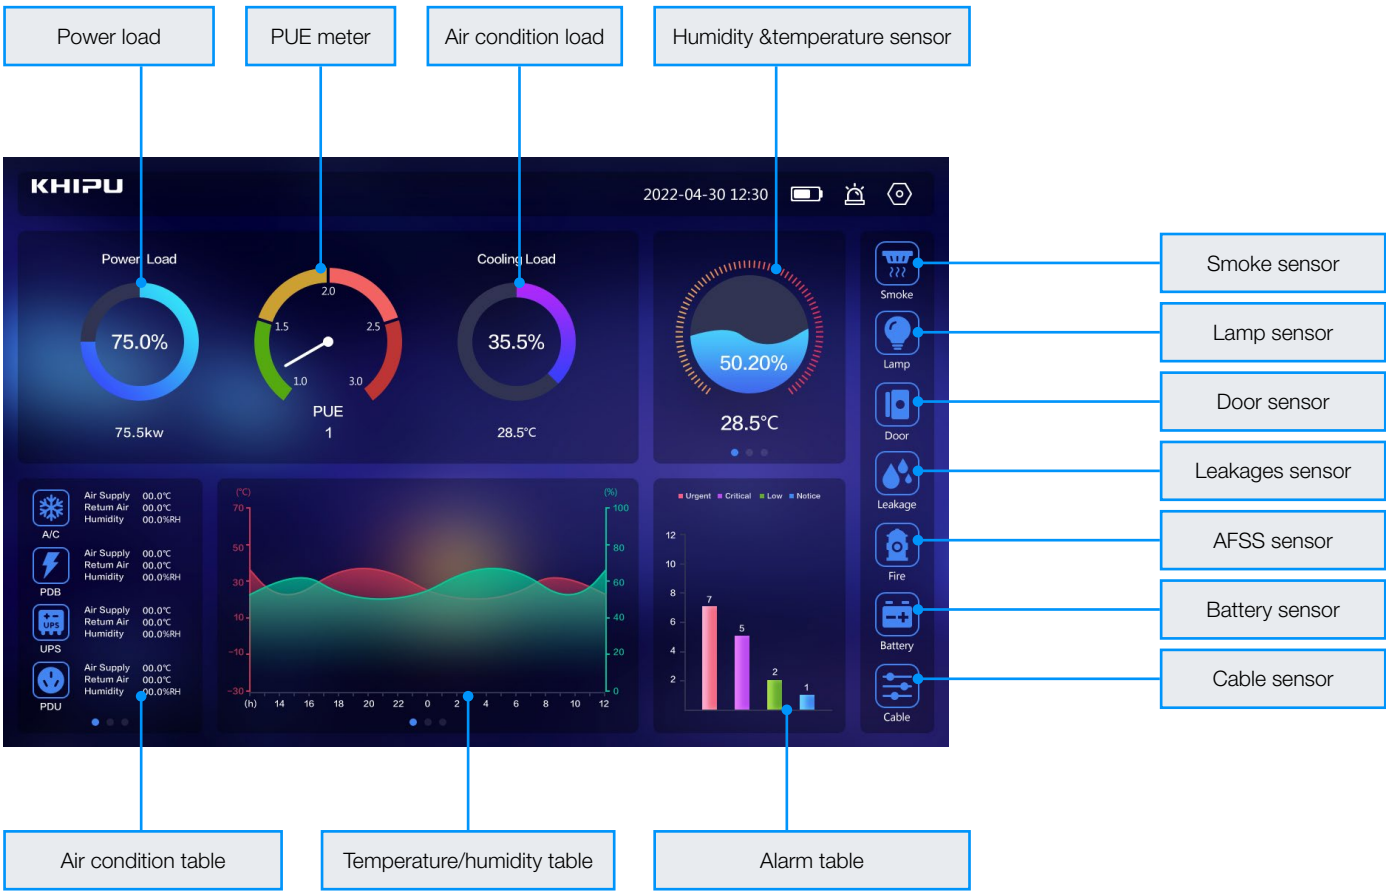 Power load
PUE meter
Air condition load
Humidity &temperature sensor
KHIPU
2022-04-30 12:30
Power Load
75.0%
75.5kw
2.0
1.5
2.5
1.0
3.0
PUE
1
Cooling Load
35.5%
28.5°C
50.20%
28.5°C
Smoke
Lamp
Door
Leakage
Fire
Battery
Cable
Smoke sensor
Lamp sensor
Door sensor
Leakages sensor
AFSS sensor
Battery sensor
Cable sensor
Air Supply 00.0°C
Retum Air 00.0°C
Humidity 00.0%RH
A/C
Air Supply 00.0°C
Retum Air 00.0°C
Humidity 00.0%RH
PDB
Air Supply 00.0°C
Retum Air 00.0°C
Humidity 00.0%RH
UPS
UPS
Air Supply 00.0°C
Retum Air 00.0°C
Humidity 00.0%RH
PDU
(°C)
70
50
30
10
-10
-30
(%)
100
80
60
40
20
0
(h) 14 16 18 20 22 0 2 4 6 8 10 12
Urgent Critical Low Notice
12
10
8
6
4
2
7
5
2
1
Air condition table
Temperature/humidity table
Alarm table